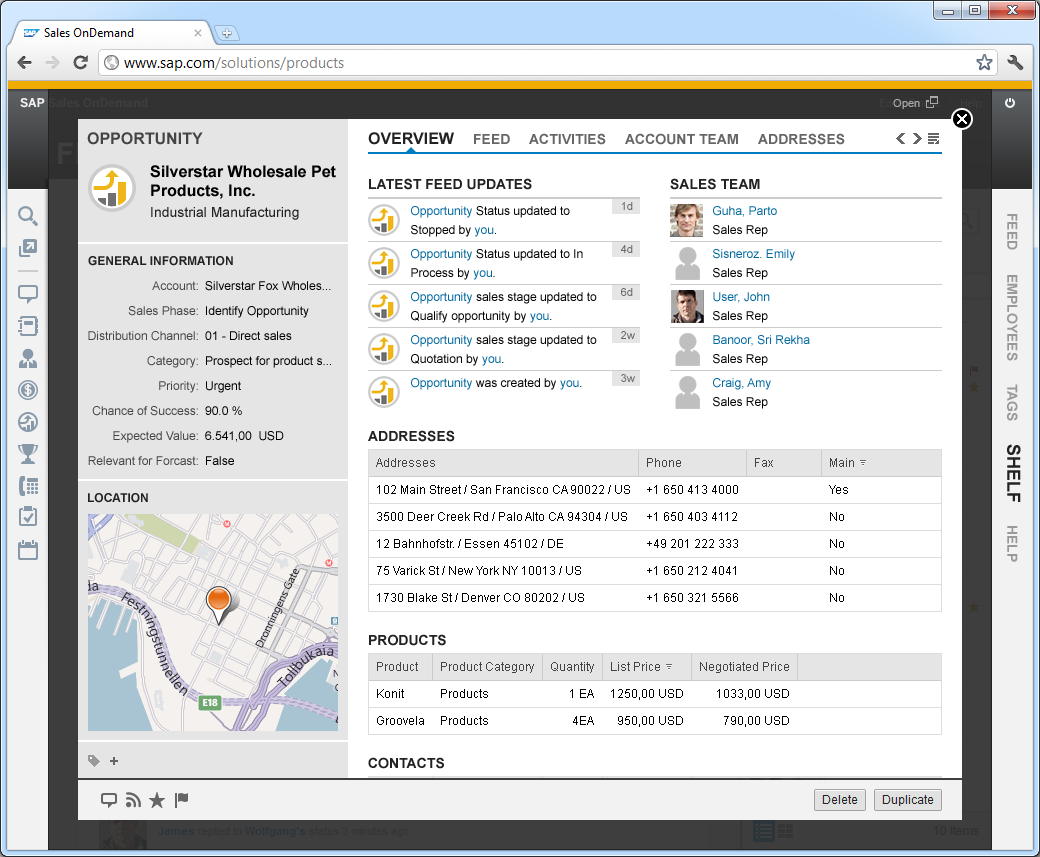 Sales OnDemand
www.sap.com/solutions/products
SAP Sales OnDemand
Open
OPPORTUNITY
Silverstar Wholesale Pet
Products, Inc.
Industrial Manufacturing
GENERAL INFORMATION
Account: Silverstar Fox Wholes...
Sales Phase: Identify Opportunity
Distribution Channel: 01 - Direct sales
Category: Prospect for product s...
Priority: Urgent
Chance of Success: 90.0 %
Expected Value: 6.541,00 USD
Relevant for Forcast: False
LOCATION
Festningstunnellen
Dronningens Gate
Tollbukaia
E18
OVERVIEW FEED ACTIVITIES ACCOUNT TEAM ADDRESSES
LATEST FEED UPDATES
Opportunity Status updated to 1d
Stopped by you.
Opportunity Status updated to In 4d
Process by you.
Opportunity sales stage updated to 6d
Qualify opportunity by you.
Opportunity sales stage updated to 2w
Quotation by you.
Opportunity was created by you. 3w
SALES TEAM
Guha, Parto
Sales Rep
Sisneroz. Emily
Sales Rep
User, John
Sales Rep
Banoor, Sri Rekha
Sales Rep
Craig, Amy
Sales Rep
ADDRESSES
Addresses Phone Fax Main
102 Main Street / San Francisco CA 90022 / US +1 650 413 4000 Yes
3500 Deer Creek Rd / Palo Alto CA 94304 / US +1 650 403 4112 No
12 Bahnhofstr. / Essen 45102 / DE +49 201 222 333 No
75 Varick St / New York NY 10013 / US +1 650 212 4041 No
1730 Blake St / Denver CO 80202 / US +1 650 321 5566 No
PRODUCTS
Product Product Category Quantity List Price Negotiated Price
Konit Products 1 EA 1250,00 USD 1033,00 USD
Groovela Products 4EA 950,00 USD 790,00 USD
CONTACTS
Delete Duplicate
James replied to Wolfgang's status 3 minutes ago
10 Items
FEED
EMPLOYEES
TAGS
SHELF
HELP